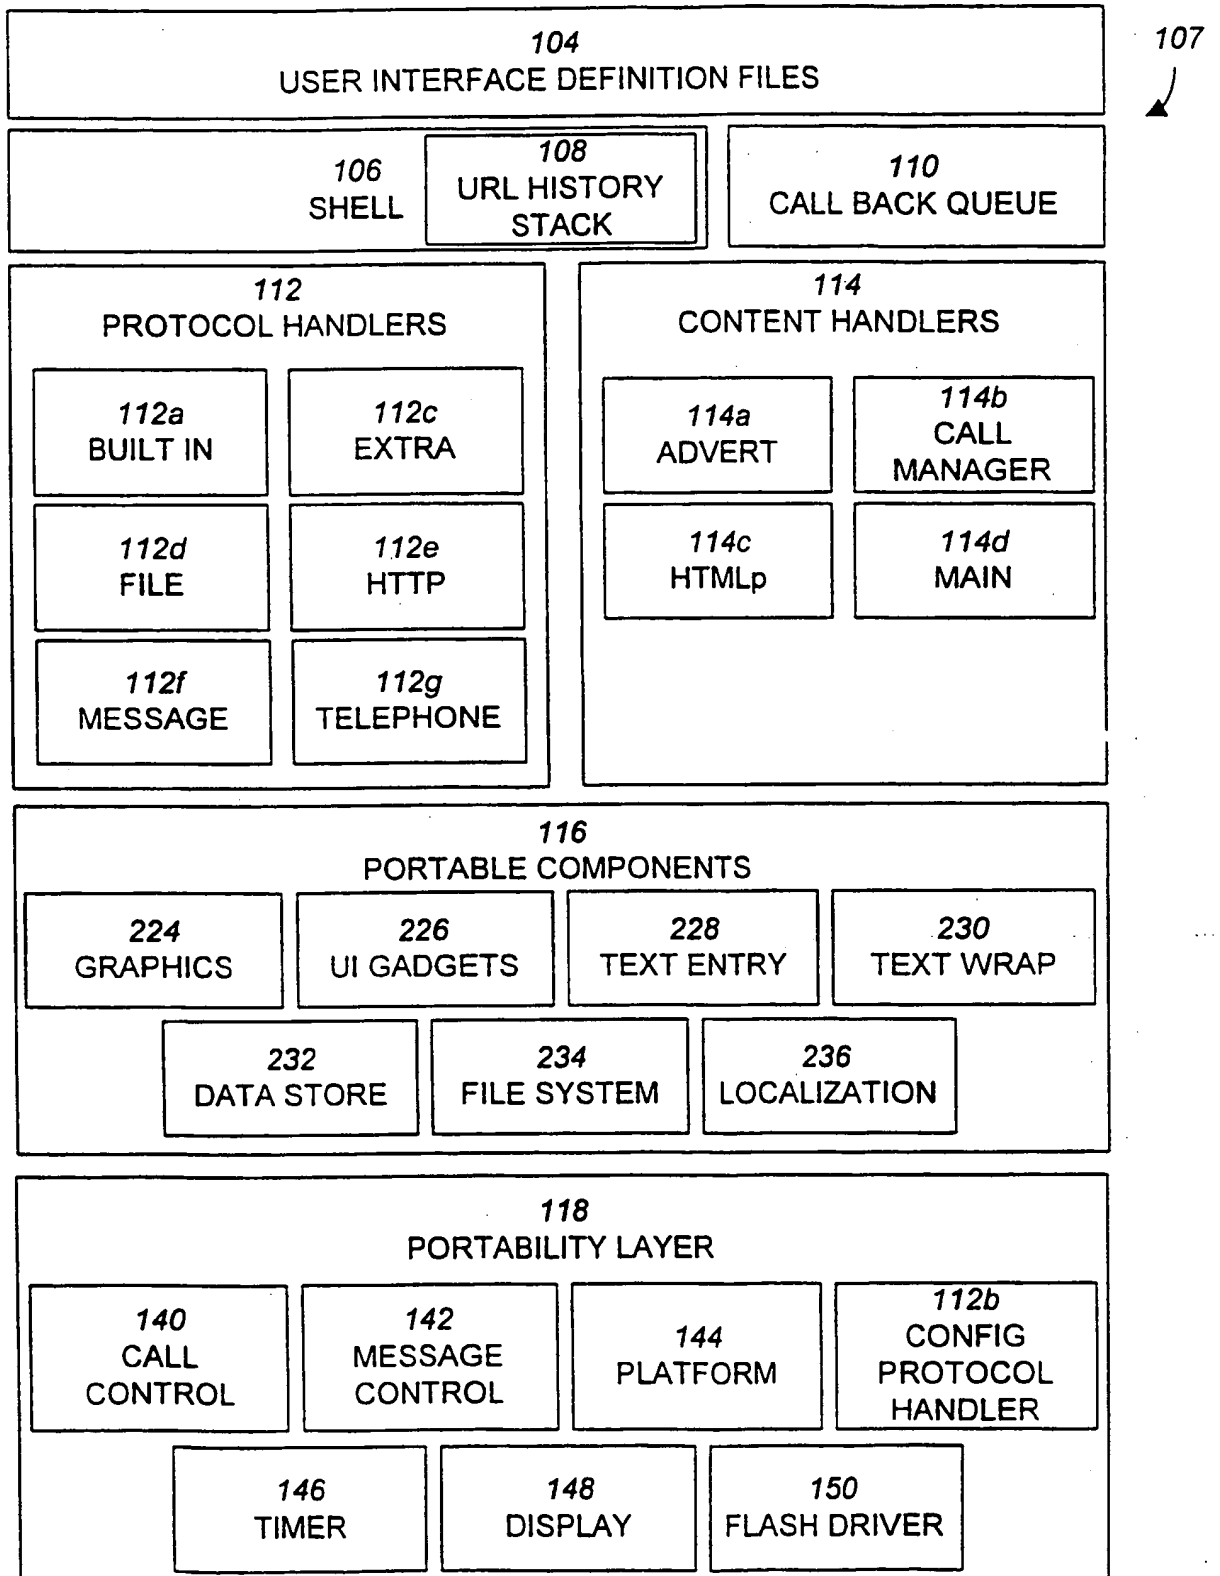 104
USER INTERFACE DEFINITION FILES
107
106
SHELL
108
URL HISTORY
STACK
110
CALL BACK QUEUE
112
PROTOCOL HANDLERS
112a
BUILT IN
112c
EXTRA
112d
FILE
112e
HTTP
112f
MESSAGE
112g
TELEPHONE
114
CONTENT HANDLERS
114a
ADVERT
114b
CALL
MANAGER
114c
HTMLp
114d
MAIN
116
PORTABLE COMPONENTS
224
GRAPHICS
226
UI GADGETS
228
TEXT ENTRY
230
TEXT WRAP
232
DATA STORE
234
FILE SYSTEM
236
LOCALIZATION
118
PORTABILITY LAYER
140
CALL
CONTROL
142
MESSAGE
CONTROL
144
PLATFORM
112b
CONFIG
PROTOCOL
HANDLER
146
TIMER
148
DISPLAY
150
FLASH DRIVER